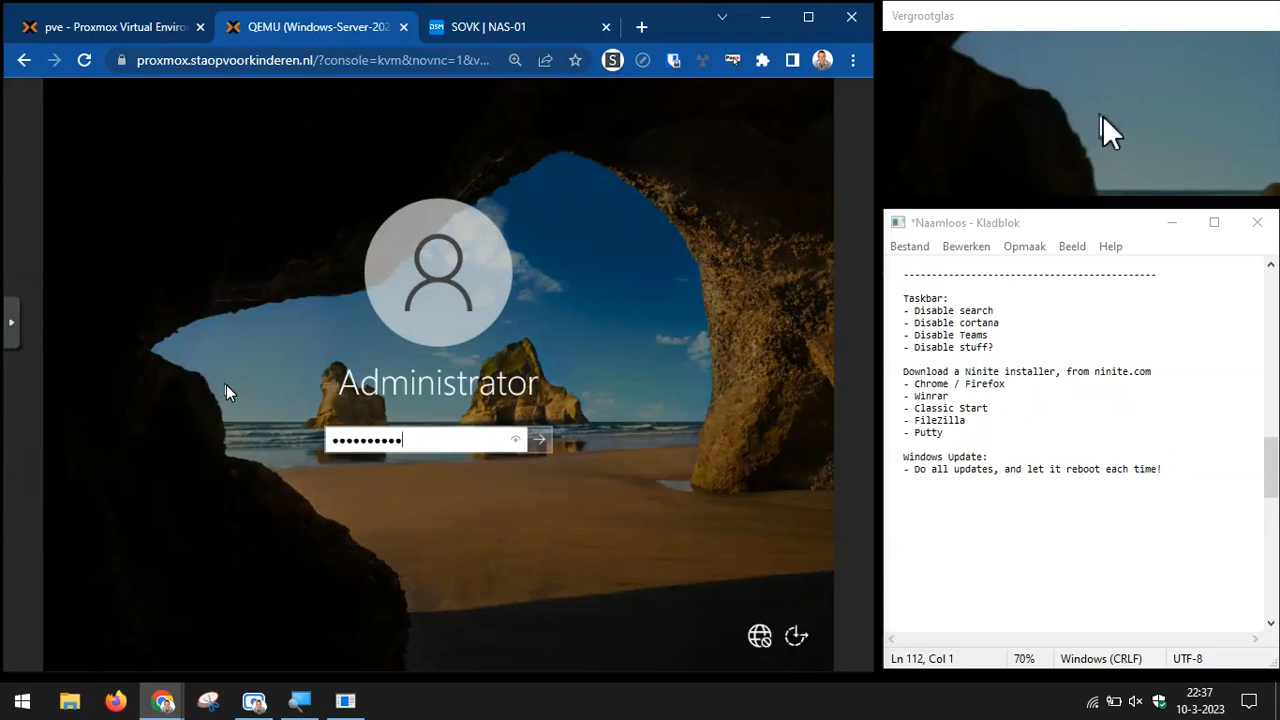 pve - Proxmox Virtual Enviro
QEMU (Windows-Server-202
SOVK | NAS-01
proxmox.staopvoorkinderen.nl/?console=kvm&novnc=1&v...
Administrator
Vergrootglas
*Naamloos - Kladblok
Bestand Bewerken Opmaak Beeld Help
-----------------------------------------------
Taskbar:
- Disable search
- Disable cortana
- Disable Teams
- Disable stuff?
Download a Ninite installer, from ninite.com
- Chrome / Firefox
- Winrar
- Classic Start
- FileZilla
- Putty
Windows Update:
- Do all updates, and let it reboot each time!
Ln 112, Col 1 70% Windows (CRLF) UTF-8
22:37
10-3-2023